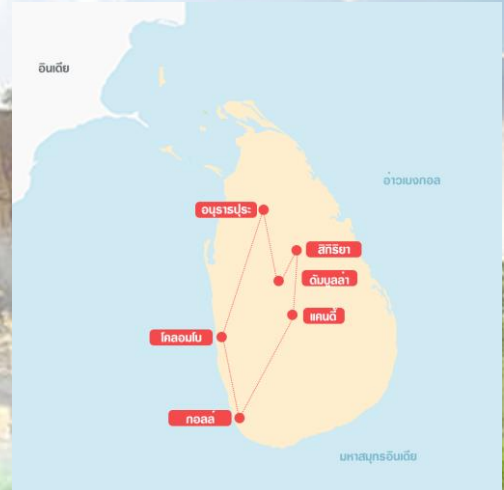 อินเดีย
อ่าวเบงกอล
อนุราธปุระ
สิกิริยา
ดัมบูลล่า
แคนดี้
โคลอมโบ
กอลล์
มหาสมุทรอินเดีย